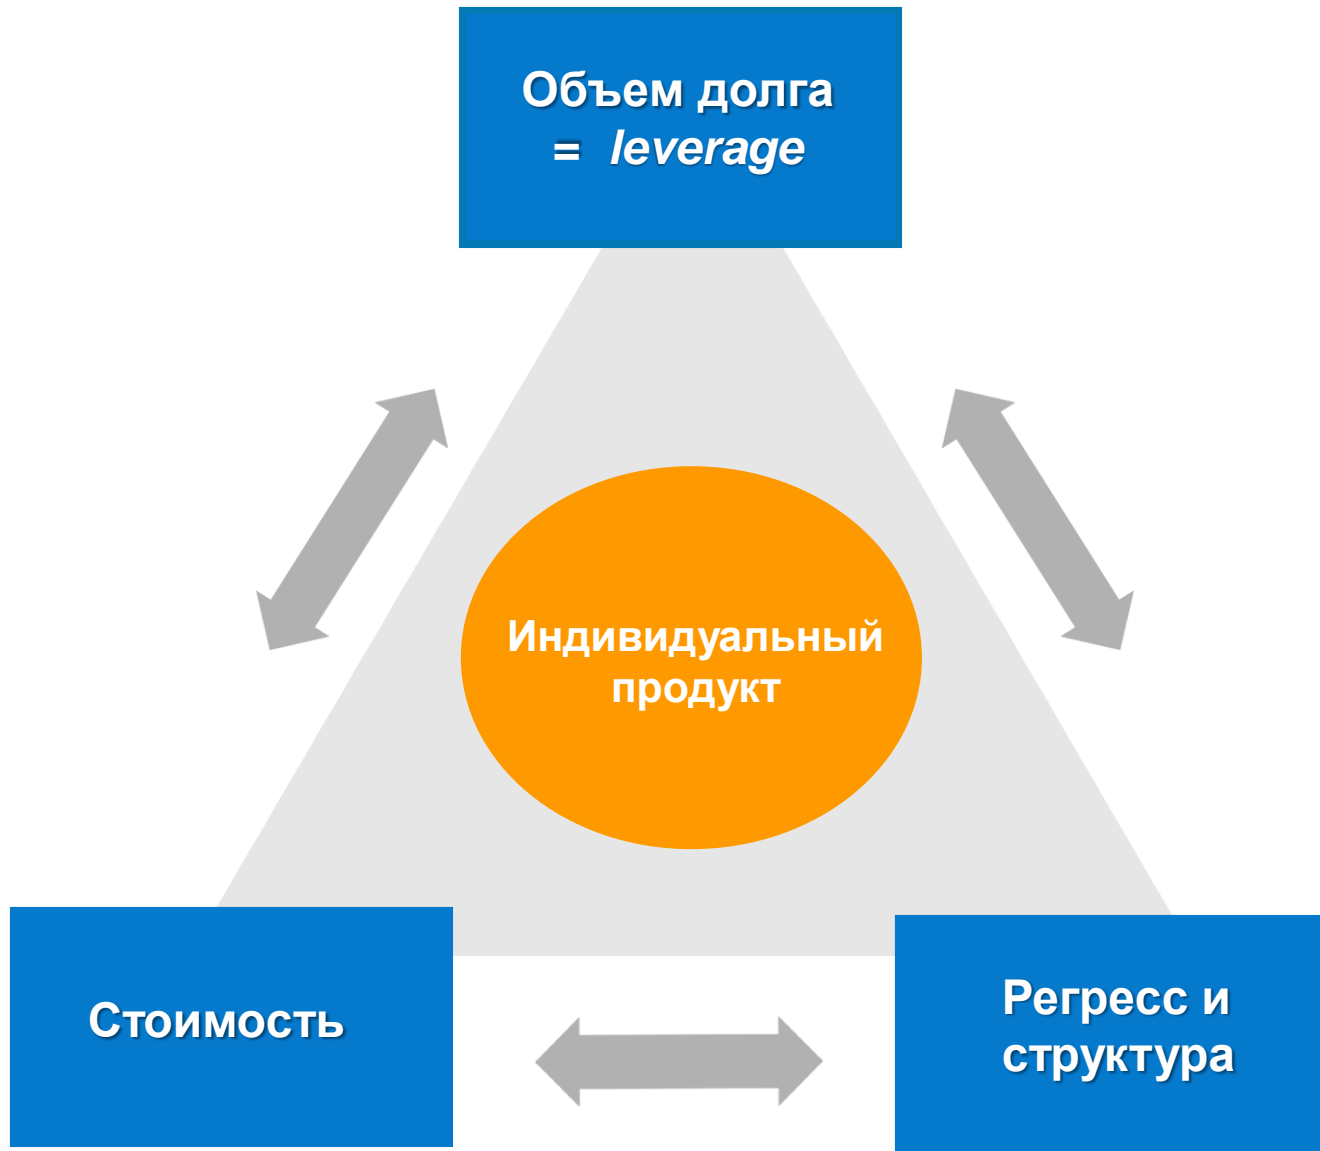 Объем долга
= leverage
Индивидуальный
продукт
Стоимость
Регресс и
структура